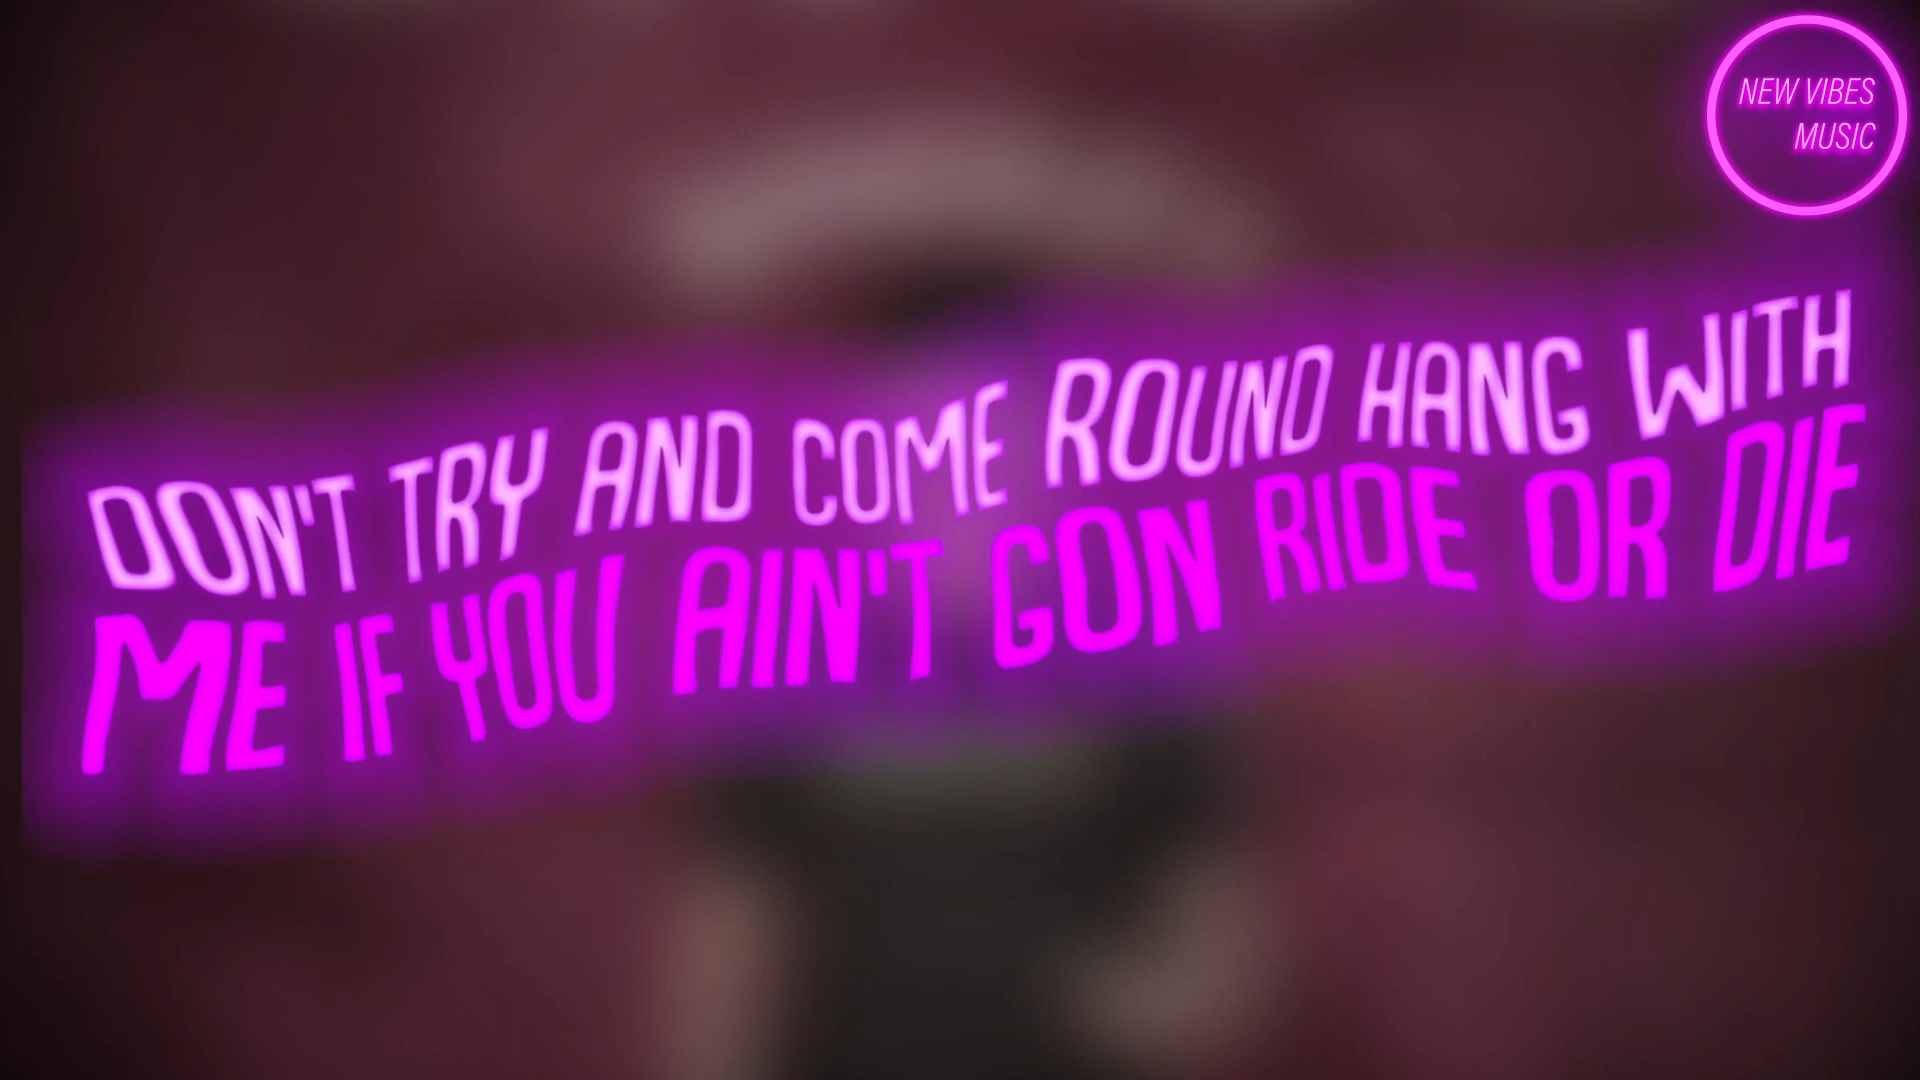 NEW VIBES
MUSIC
DON'T TRY AND COME ROUND HANG WITH
ME IF YOU AIN'T GON RIDE OR DIE